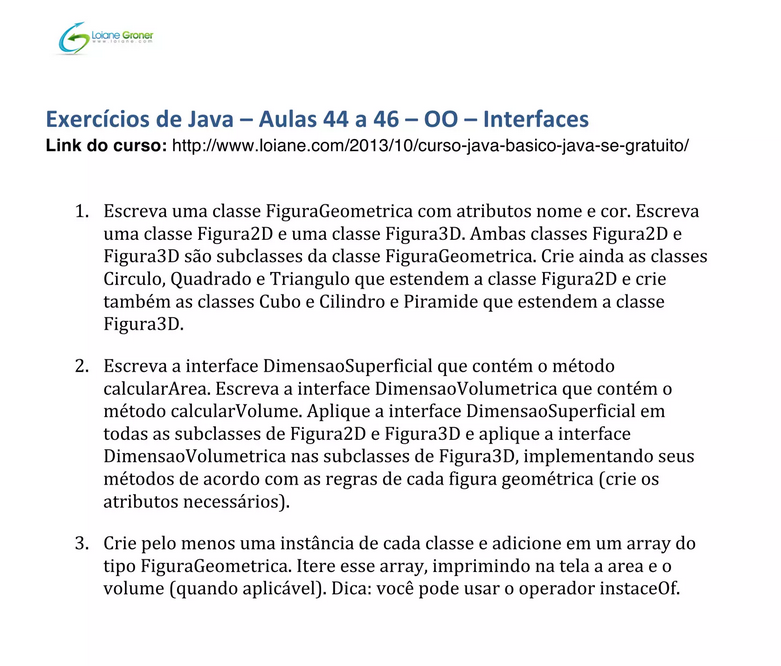 Loiane Groner
www.loiane.com
Exercícios de Java – Aulas 44 a 46 – OO – Interfaces
Link do curso: http://www.loiane.com/2013/10/curso-java-basico-java-se-gratuito/
1. Escreva uma classe FiguraGeometrica com atributos nome e cor. Escreva
uma classe Figura2D e uma classe Figura3D. Ambas classes Figura2D e
Figura3D são subclasses da classe FiguraGeometrica. Crie ainda as classes
Circulo, Quadrado e Triangulo que estendem a classe Figura2D e crie
também as classes Cubo e Cilindro e Piramide que estendem a classe
Figura3D.
2. Escreva a interface DimensaoSuperficial que contém o método
calcularArea. Escreva a interface DimensaoVolumetrica que contém o
método calcularVolume. Aplique a interface DimensaoSuperficial em
todas as subclasses de Figura2D e Figura3D e aplique a interface
DimensaoVolumetrica nas subclasses de Figura3D, implementando seus
métodos de acordo com as regras de cada figura geométrica (crie os
atributos necessários).
3. Crie pelo menos uma instância de cada classe e adicione em um array do
tipo FiguraGeometrica. Itere esse array, imprimindo na tela a area e o
volume (quando aplicável). Dica: você pode usar o operador instaceOf.